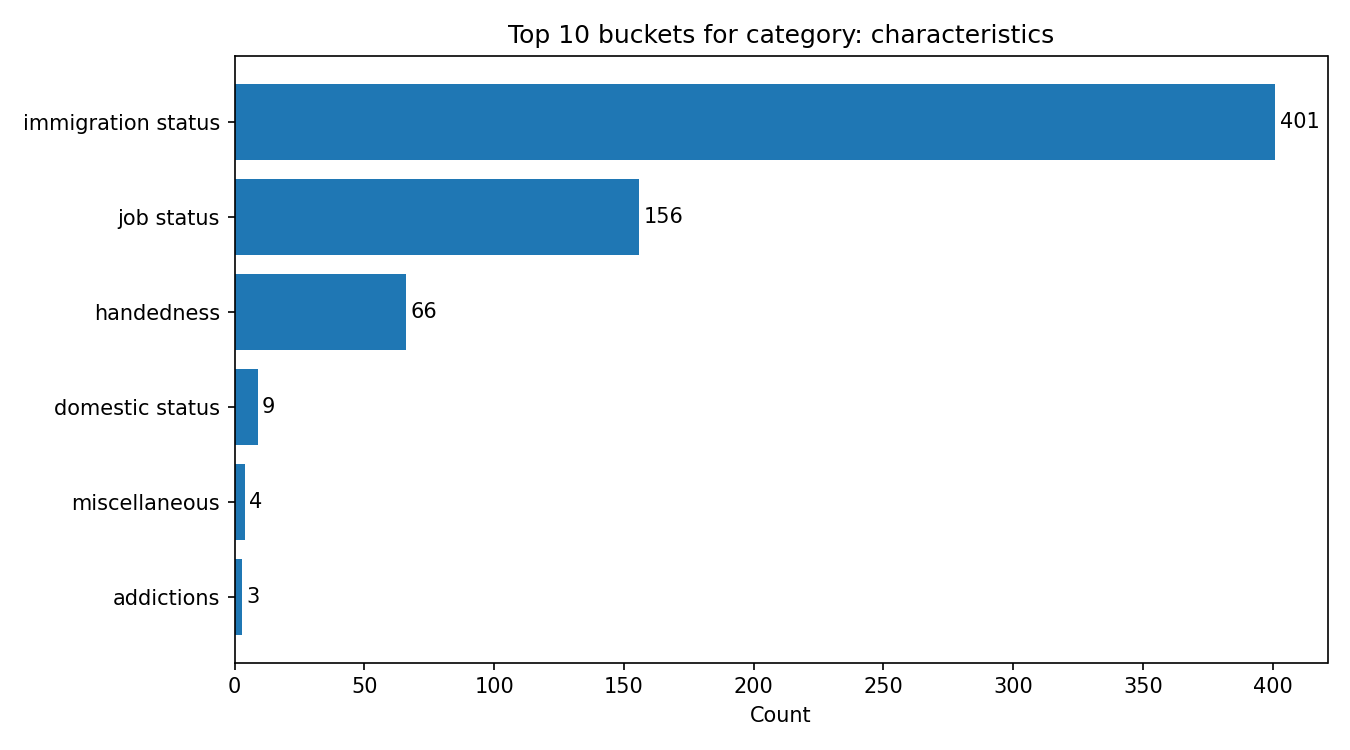 Top 10 buckets for category: characteristics
immigration status 401
job status 156
handedness 66
domestic status 9
miscellaneous 4
addictions 3
0 50 100 150 200 250 300 350 400
Count